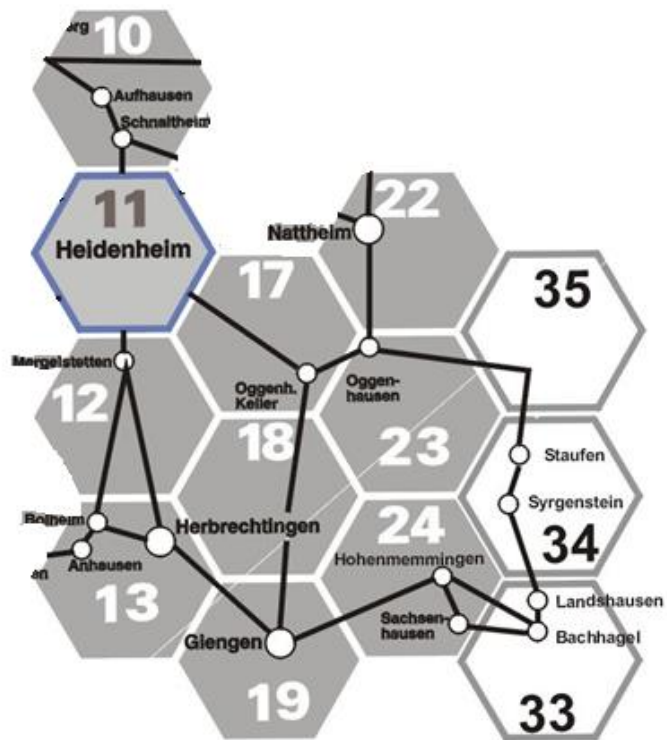 10
Aufhausen
Schnaitheim
11
Heidenheim
22
Nattheim
17
35
Mergelstetten
Oggenh.
Keller
Oggen-
hausen
12
18
23
Staufen
Syrgenstein
34
24
Bolheim
Herbrechtingen
Hohenmemmingen
Anhausen
13
Landshausen
Sachsen-
hausen
Bachhagel
Giengen
19
33